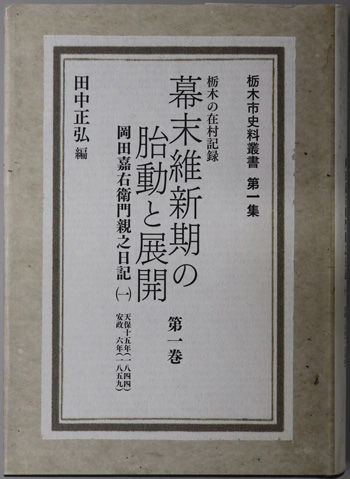 栃木市史料叢書 第一集
栃木の在村記録
幕末維新期の
胎動と展開
第一巻
岡田嘉右衛門親之日記(一)
天保十五年(一八四四)
安政 六年(一八五九)
田中正弘 編